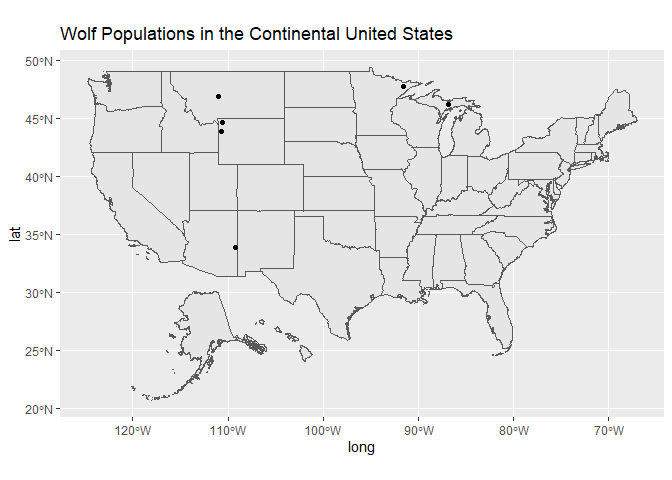 Wolf Populations in the Continental United States
50°N
45°N
40°N
35°N
30°N
25°N
20°N
lat
120°W 110°W 100°W 90°W 80°W 70°W
long